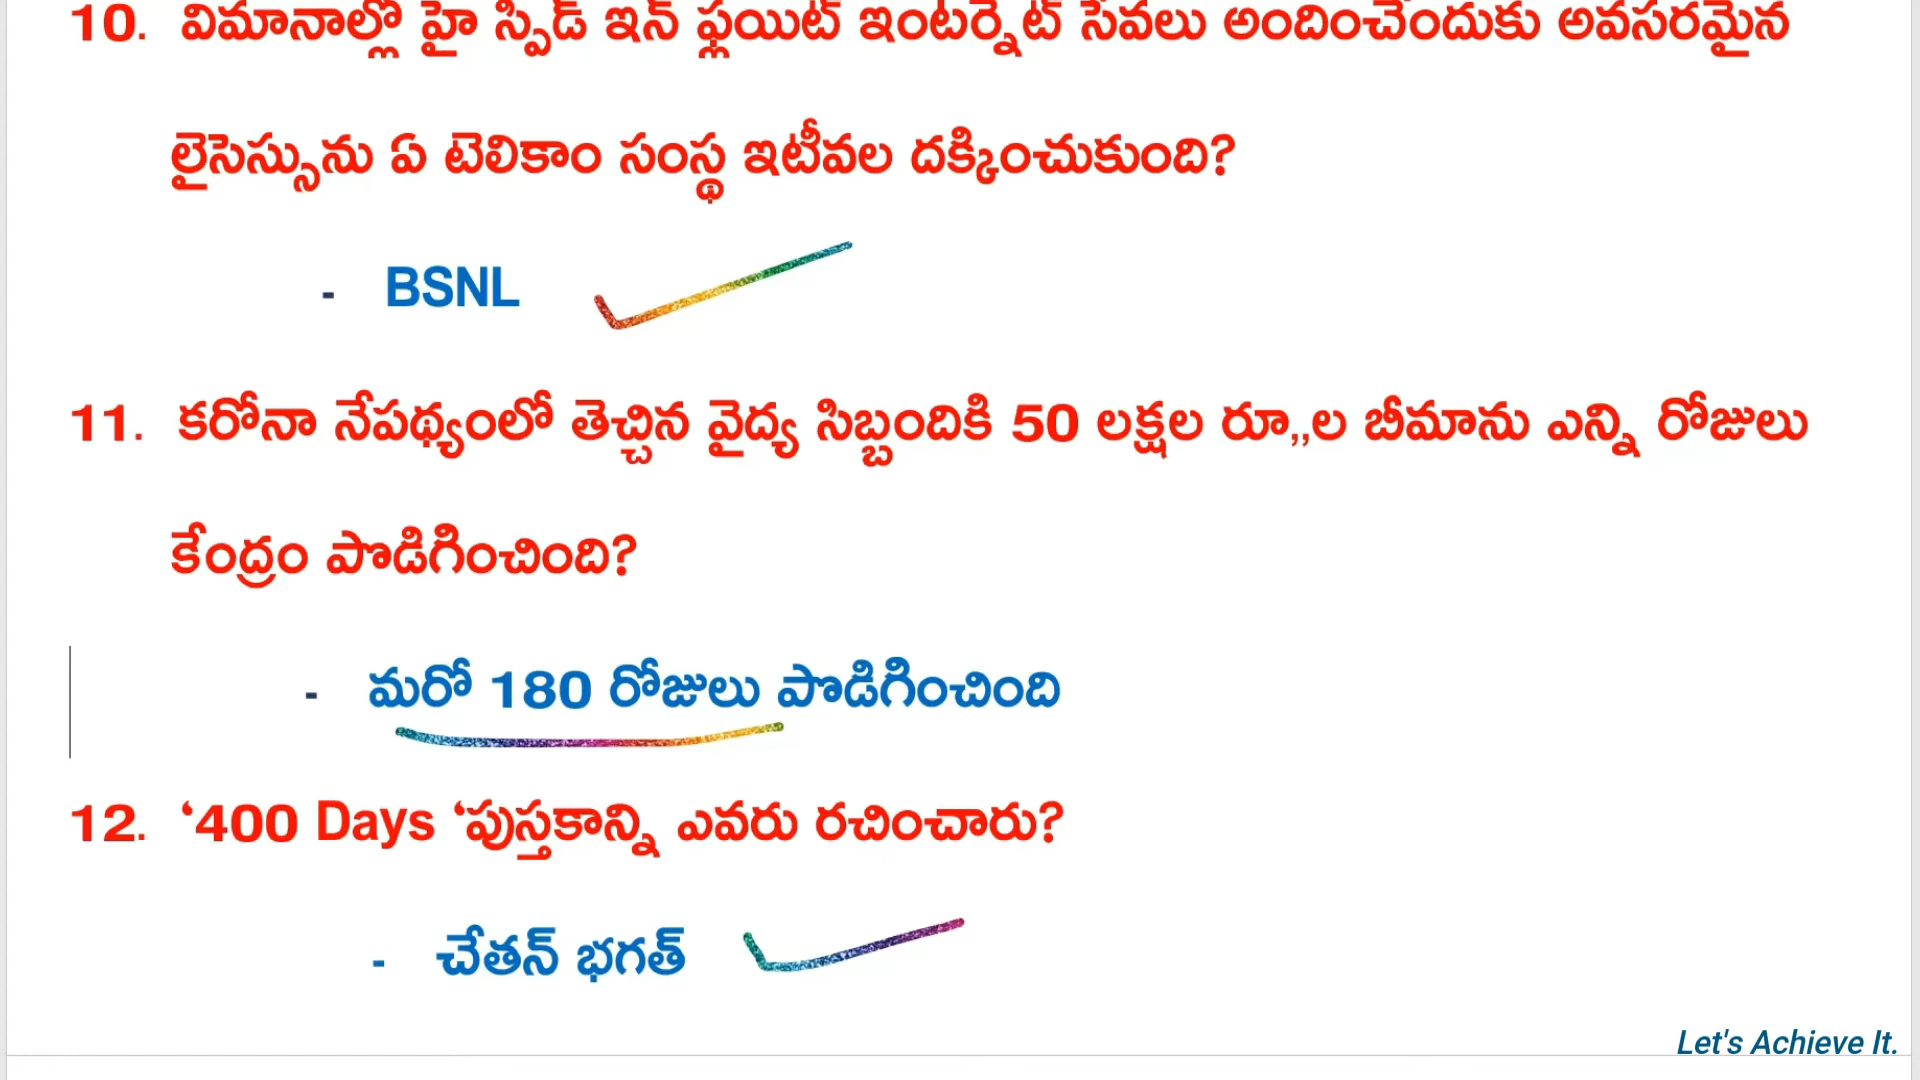 10. విమానాల్లో హై స్పీడ్ ఇన్ ఫ్లయిట్ ఇంటర్నెట్ సేవలు అందించేందుకు అవసరమైన
లైసెస్సును ఏ టెలికాం సంస్థ ఇటీవల దక్కించుకుంది?
- BSNL
11. కరోనా నేపథ్యంలో తెచ్చిన వైద్య సిబ్బందికి 50 లక్షల రూ,,ల బీమాను ఎన్ని రోజులు
కేంద్రం పొడిగించింది?
- మరో 180 రోజులు పొడిగించింది
12. ‘400 Days ‘పుస్తకాన్ని ఎవరు రచించారు?
- చేతన్ భగత్
Let's Achieve It.